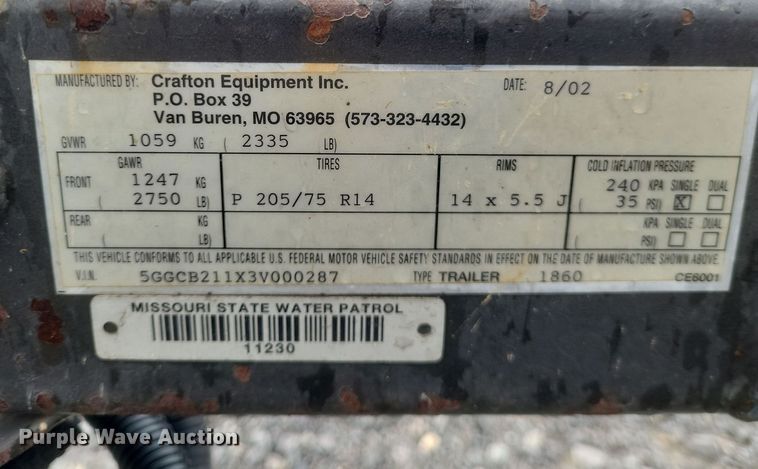 MANUFACTURED BY: Crafton Equipment Inc. DATE: 8/02
P.O. Box 39
Van Buren, MO 63965 (573-323-4432)
GVWR 1059 KG ( 2335 LB)
GAWR TIRES RIMS COLD INFLATION PRESSURE
FRONT 1247 KG P 205/75 R14 14 x 5.5 J 240 KPA SINGLE DUAL
( 2750 LB) ( 35 PSI) X
REAR KG KPA SINGLE DUAL
( LB) ( PSI)
THIS VEHICLE CONFORMS TO ALL APPLICABLE U.S. FEDERAL MOTOR VEHICLE SAFETY STANDARDS IN EFFECT ON THE DATE OF MANUFACTURE SHOWN ABOVE.
V.I.N. 5GGCB211X3V000287 TYPE TRAILER 1860 CE6001
MISSOURI STATE WATER PATROL
11230
Purple Wave Auction